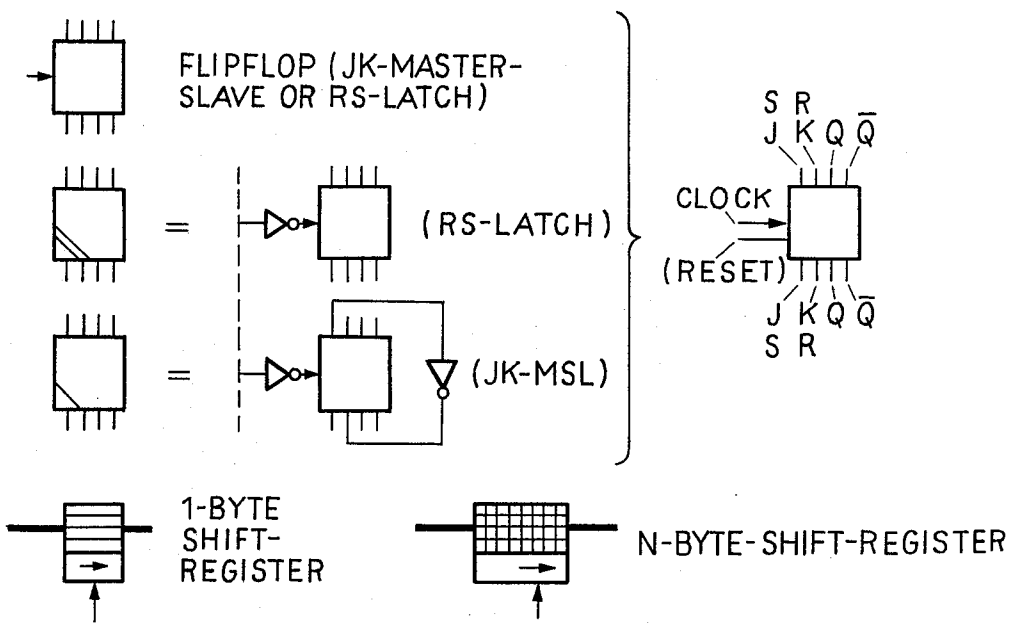 FLIPFLOP (JK-MASTER-
SLAVE OR RS-LATCH)
=
(RS-LATCH)
=
(JK-MSL)
S R
J K Q Q̅
CLOCK
(RESET)
J K Q Q̅
S R
1-BYTE
SHIFT-
REGISTER
N-BYTE-SHIFT-REGISTER